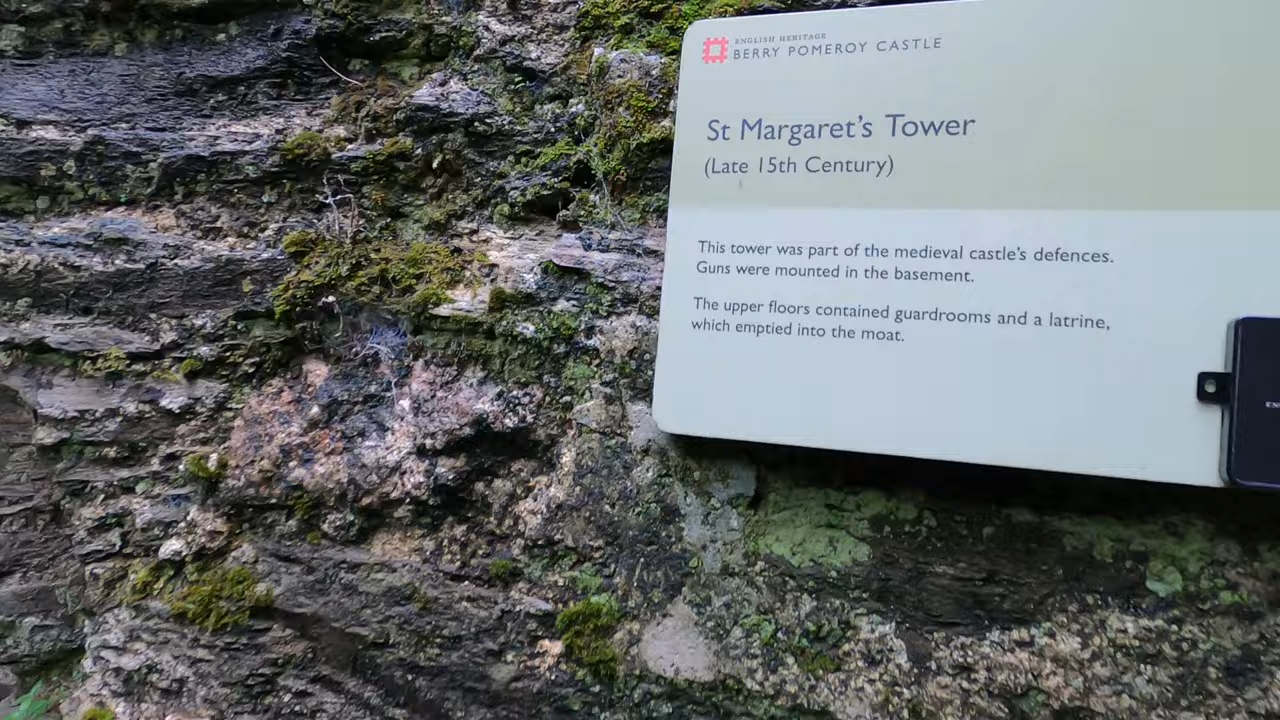 ENGLISH HERITAGE
BERRY POMEROY CASTLE
St Margaret's Tower
(Late 15th Century)
This tower was part of the medieval castle's defences.
Guns were mounted in the basement.
The upper floors contained guardrooms and a latrine,
which emptied into the moat.